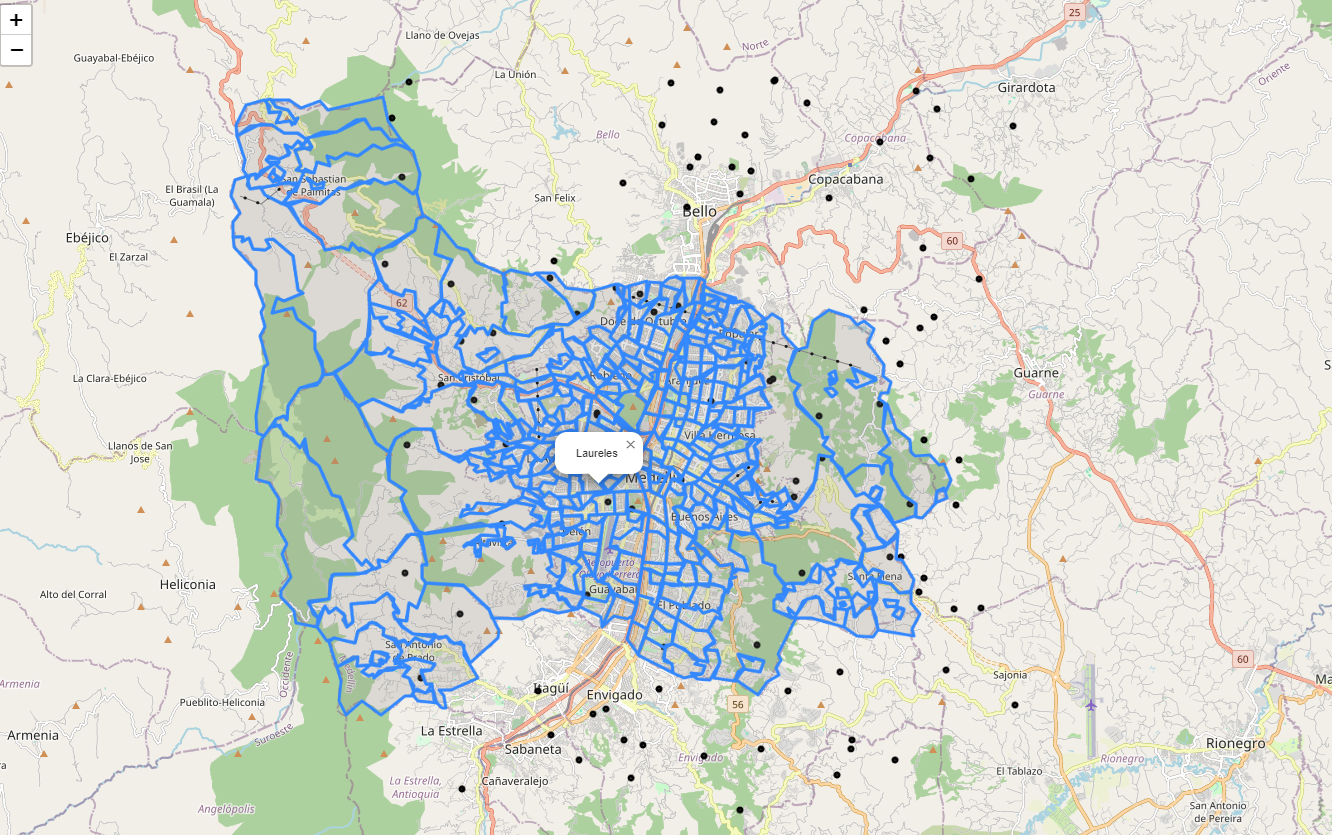 +
−
25
Llano de Ovejas
Guayabal-Ebéjico
La Unión
Norte
Oriente
Girardota
Bello
Copacabana
San Sebastian
de Palmitas
Copacabana
El Brasil (La
Guamala)
San Felix
Bello
Ebéjico
El Zarzal
60
62
Doce de Octubre
Popular
La Clara-Ebéjico
San Cristóbal
Robledo
Aranjuez
Guarne
Guarne
S
Llanos de San
José
Villa Hermosa
Laureles
×
Medellín
Buenos Aires
Belén
Altavista
Aeropuerto
Olaya Herrera
Heliconia
Alto del Corral
Guayabal
El Poblado
Santa Elena
San Antonio
de Prado
Occidente
Medellín
60
Armenia
Itagüí
Envigado
Sajonia
Ma
Pueblito-Heliconia
56
La Estrella
Suroeste
Armenia
Sabaneta
Envigado
Rionegro
Rionegro
La Estrella,
Antioquia
Cañaveralejo
El Tablazo
Angelópolis
San Antonio
de Pereira